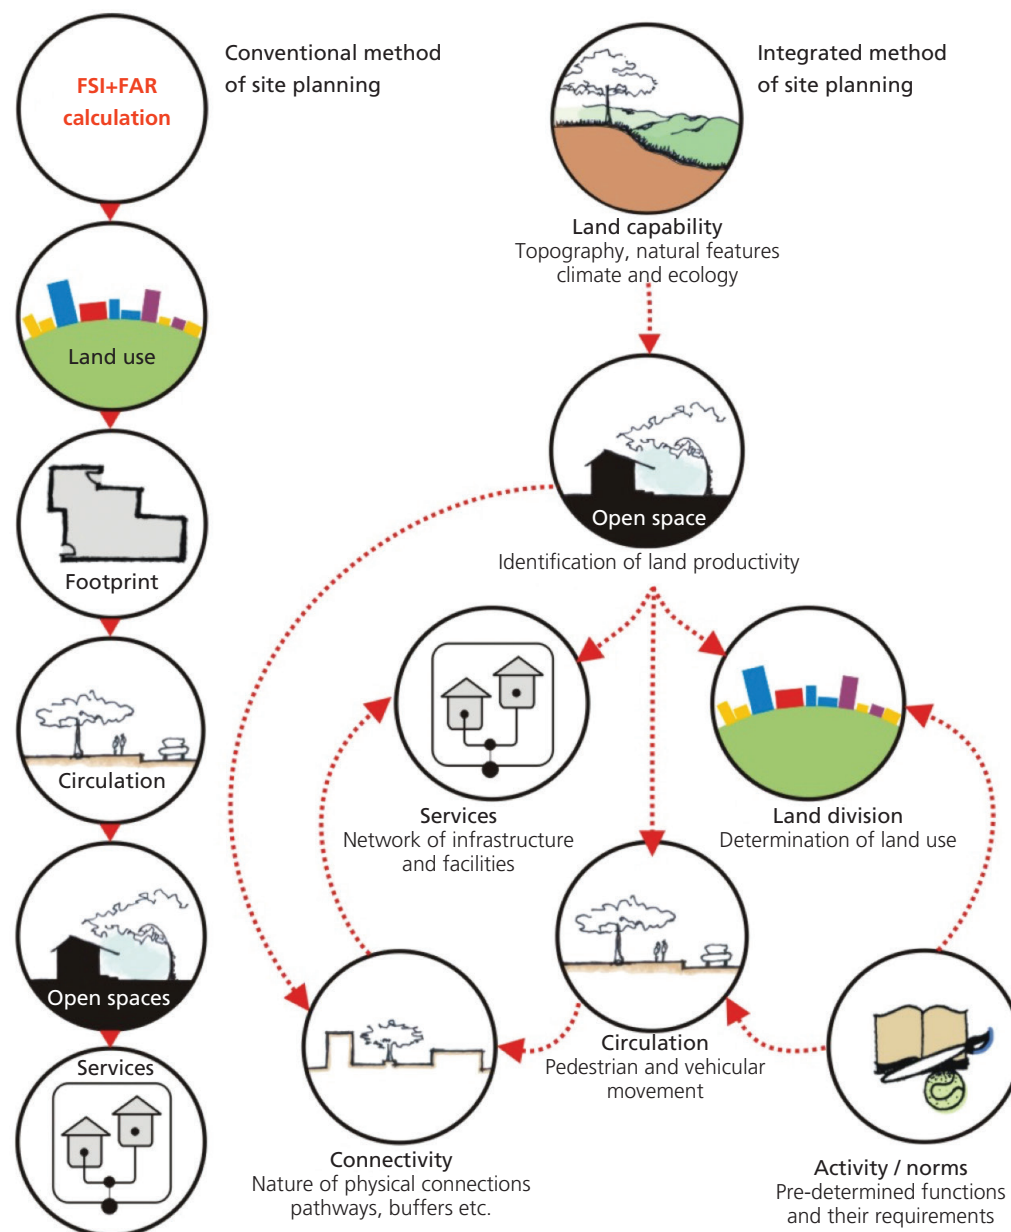 Conventional method
of site planning
FSI+FAR
calculation
Land use
Footprint
Circulation
Open spaces
Services
Integrated method
of site planning
Land capability
Topography, natural features
climate and ecology
Open space
Identification of land productivity
Services
Network of infrastructure
and facilities
Land division
Determination of land use
Circulation
Pedestrian and vehicular
movement
Connectivity
Nature of physical connections
pathways, buffers etc.
Activity / norms
Pre-determined functions
and their requirements